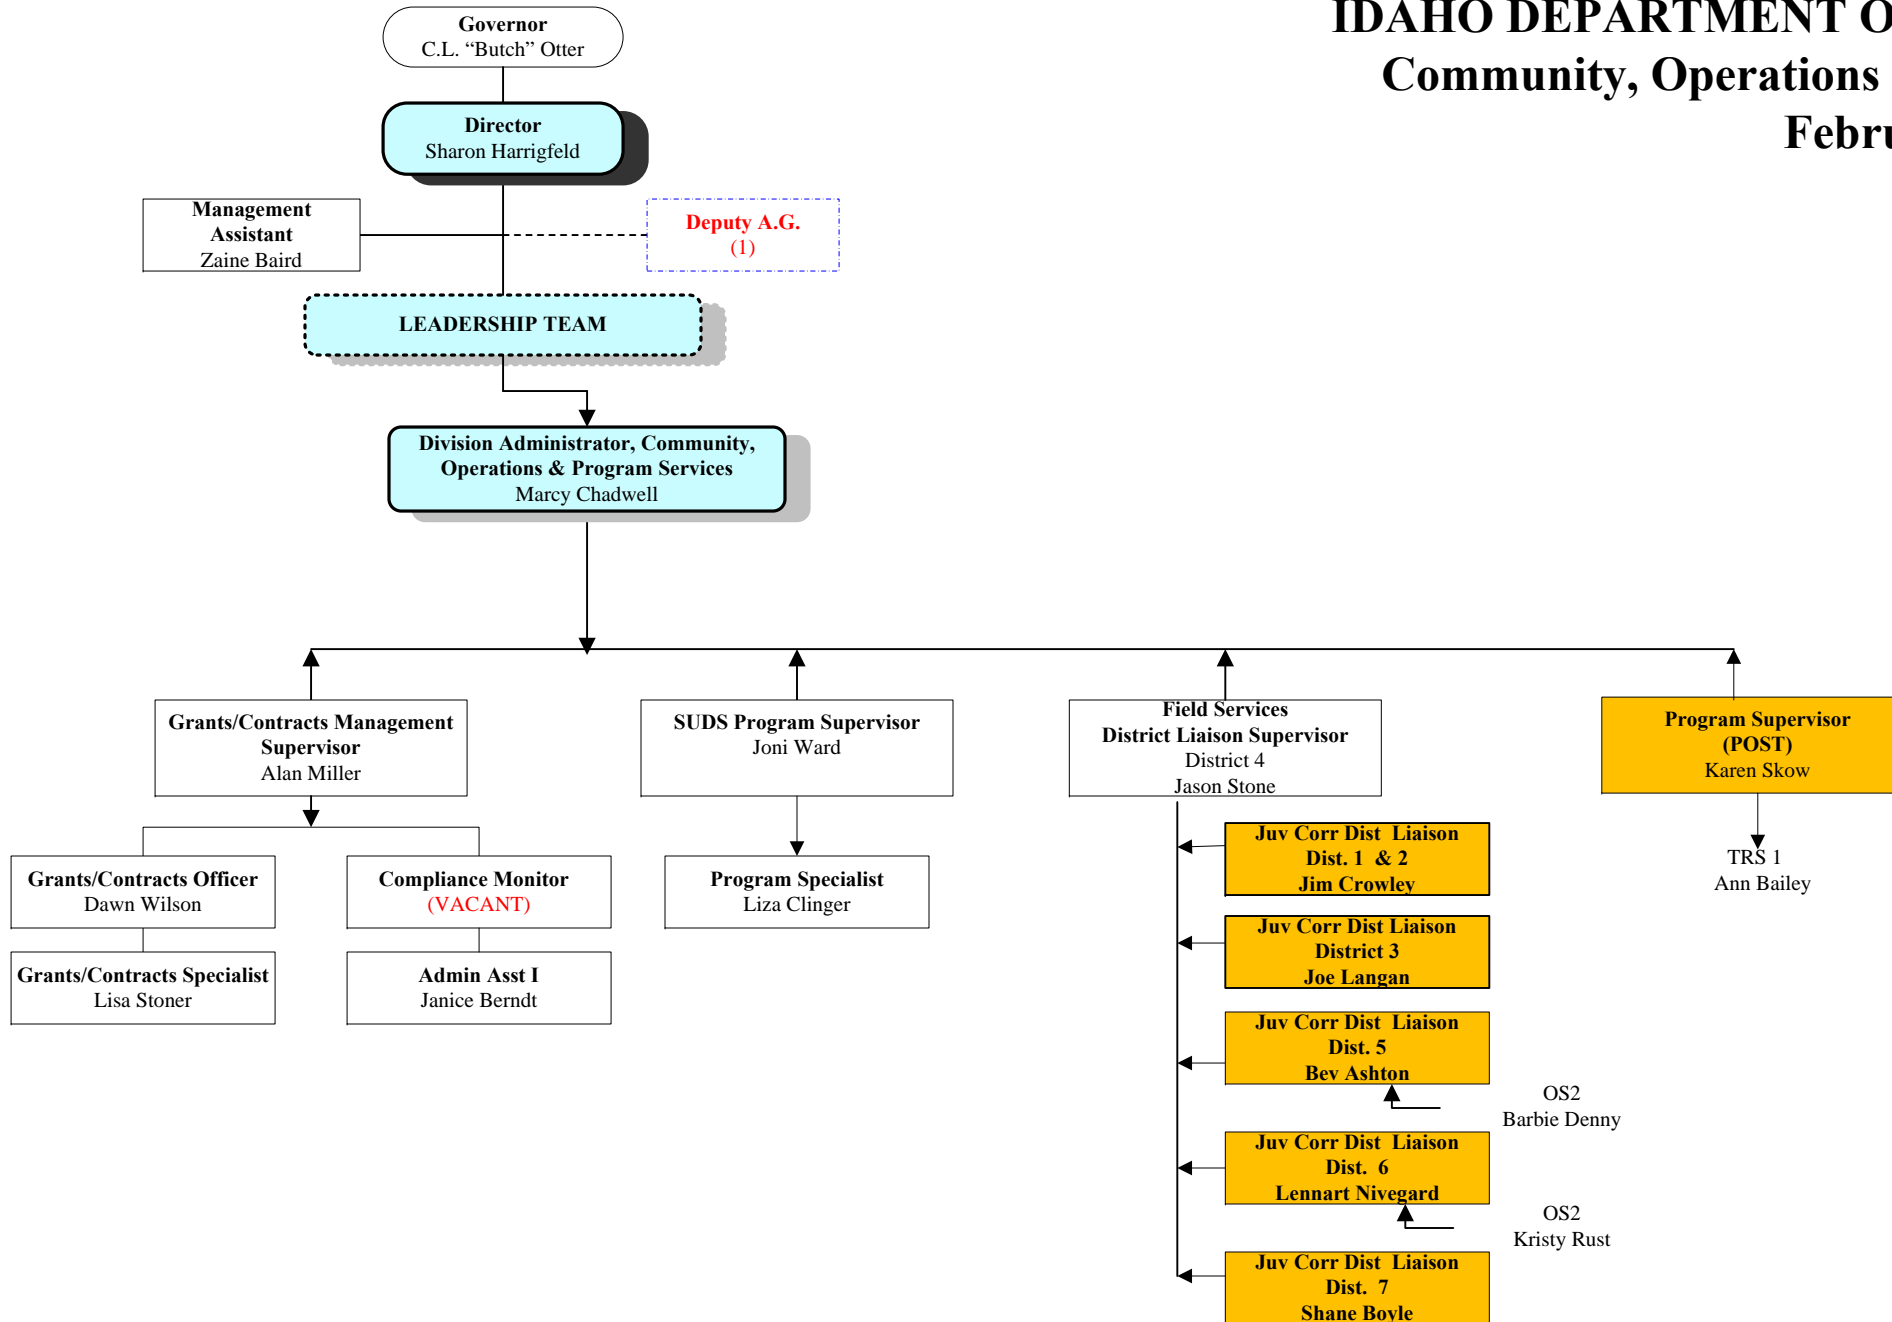 IDAHO DEPARTMENT O
Community, Operations
Febru
Governor
C.L. “Butch” Otter
Director
Sharon Harrigfeld
Management
Assistant
Zaine Baird
Deputy A.G.
(1)
LEADERSHIP TEAM
Division Administrator, Community,
Operations & Program Services
Marcy Chadwell
Grants/Contracts Management
Supervisor
Alan Miller
SUDS Program Supervisor
Joni Ward
Field Services
District Liaison Supervisor
District 4
Jason Stone
Program Supervisor
(POST)
Karen Skow
Grants/Contracts Officer
Dawn Wilson
Compliance Monitor
(VACANT)
Program Specialist
Liza Clinger
Juv Corr Dist Liaison
Dist. 1 & 2
Jim Crowley
TRS 1
Ann Bailey
Grants/Contracts Specialist
Lisa Stoner
Admin Asst I
Janice Berndt
Juv Corr Dist Liaison
District 3
Joe Langan
Juv Corr Dist Liaison
Dist. 5
Bev Ashton
OS2
Barbie Denny
Juv Corr Dist Liaison
Dist. 6
Lennart Nivegard
OS2
Kristy Rust
Juv Corr Dist Liaison
Dist. 7
Shane Boyle